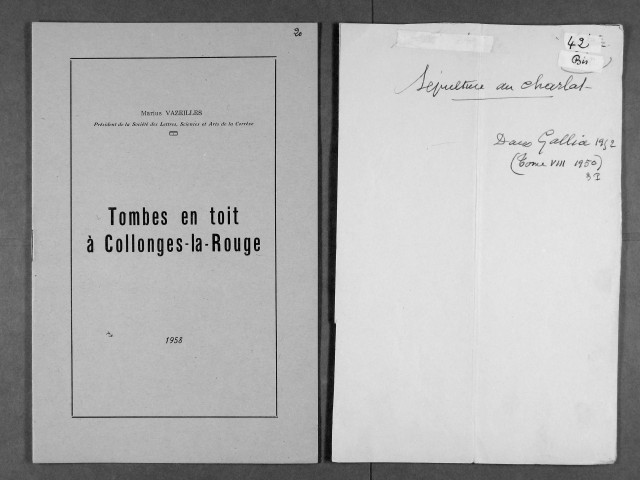 20
Marius VAZEILLES
Président de la Société des Lettres, Sciences et Arts de la Corrèze
Tombes en toit
à Collonges-la-Rouge
1958
42
Bis
Sépulture au charlat
Dans Gallia 1952
(Tome VIII 1950)